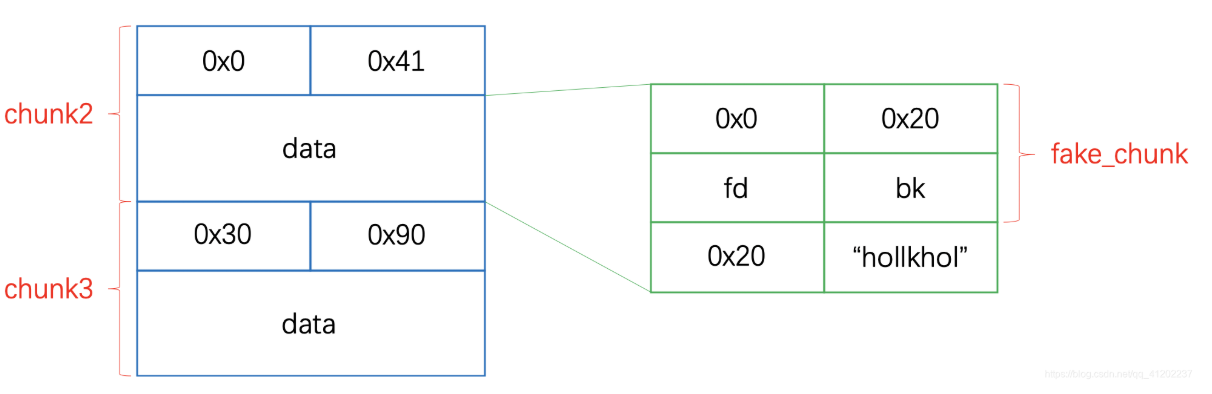 chunk2
0x0 0x41
data
chunk3
0x30 0x90
data
0x0 0x20
fd bk
0x20 “hollkhol”
fake_chunk
https://blog.csdn.net/qq_41202237